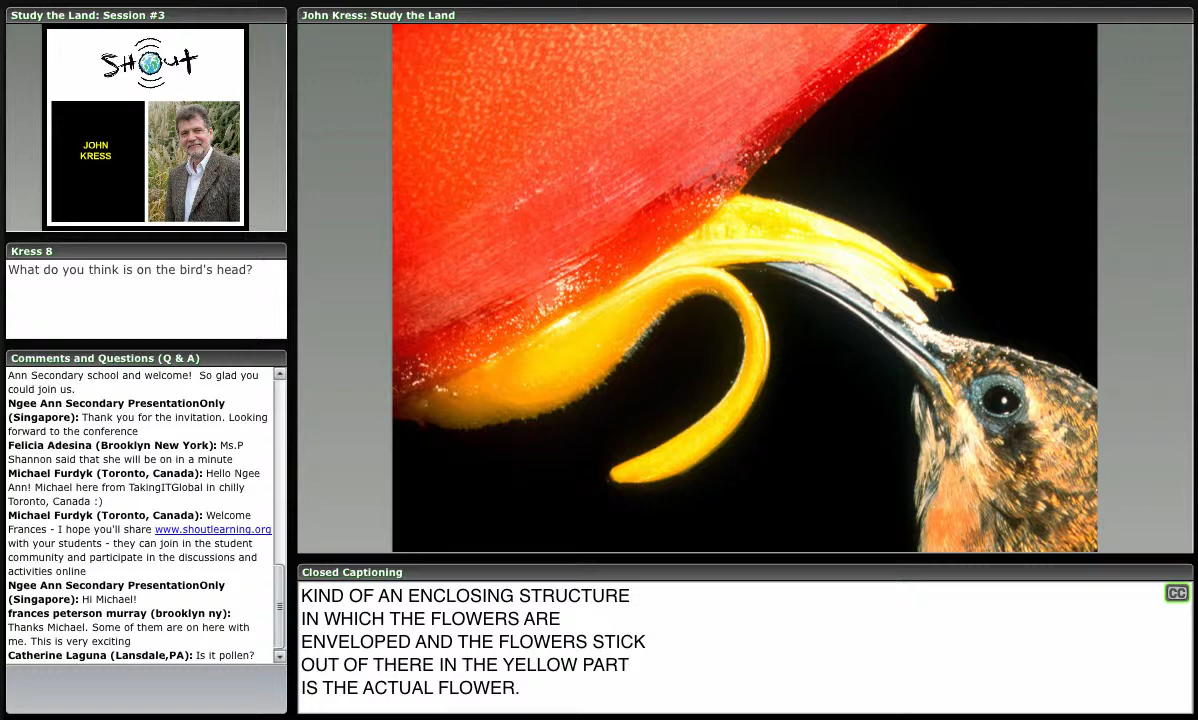 Study the Land: Session #3
SHOUT
JOHN
KRESS
Kress 8
What do you think is on the bird's head?
Comments and Questions (Q & A)
Ann Secondary school and welcome! So glad you
could join us.
Ngee Ann Secondary PresentationOnly
(Singapore): Thank you for the invitation. Looking
forward to the conference
Felicia Adesina (Brooklyn New York): Ms.P
Shannon said that she will be on in a minute
Michael Furdyk (Toronto, Canada): Hello Ngee
Ann! Michael here from TakingITGlobal in chilly
Toronto, Canada :)
Michael Furdyk (Toronto, Canada): Welcome
Frances - I hope you'll share www.shoutlearning.org
with your students - they can join in the student
community and participate in the discussions and
activities online
Ngee Ann Secondary PresentationOnly
(Singapore): Hi Michael!
frances peterson murray (brooklyn ny):
Thanks Michael. Some of them are on here with
me. This is very exciting
Catherine Laguna (Lansdale,PA): Is it pollen?
John Kress: Study the Land
Closed Captioning
KIND OF AN ENCLOSING STRUCTURE
IN WHICH THE FLOWERS ARE
ENVELOPED AND THE FLOWERS STICK
OUT OF THERE IN THE YELLOW PART
IS THE ACTUAL FLOWER.
CC